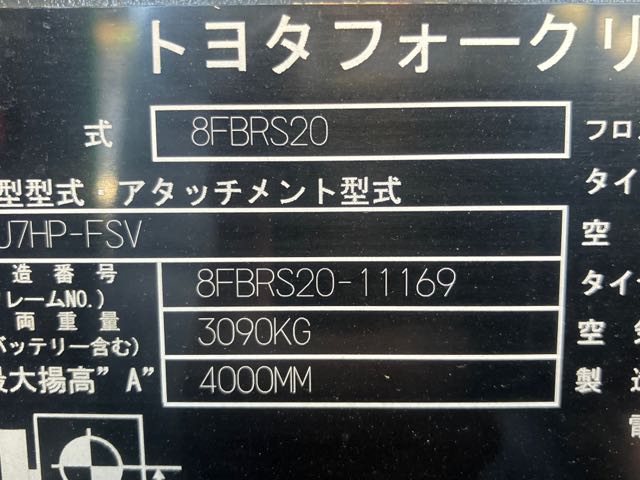 トヨタフォークリ
式 8FBRS20 フロ
型型式・アタッチメント型式 タイ
J7HP-FSV 空
造番号 8FBRS20-11169 タイ
レームNO.)
両重量 3090KG 空
バッテリー含む)
最大揚高"A" 4000MM 製造